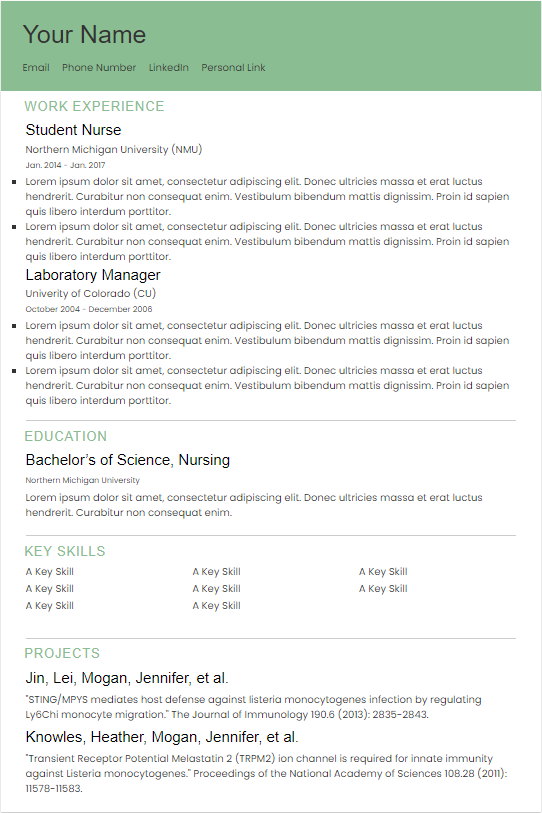 Your Name
Email Phone Number LinkedIn Personal Link
WORK EXPERIENCE
Student Nurse
Northern Michigan University (NMU)
Jan. 2014 - Jan. 2017
Lorem ipsum dolor sit amet, consectetur adipiscing elit. Donec ultricies massa et erat luctus
hendrerit. Curabitur non consequat enim. Vestibulum bibendum mattis dignissim. Proin id sapien
quis libero interdum porttitor.
Lorem ipsum dolor sit amet, consectetur adipiscing elit. Donec ultricies massa et erat luctus
hendrerit. Curabitur non consequat enim. Vestibulum bibendum mattis dignissim. Proin id sapien
quis libero interdum porttitor.
Laboratory Manager
Univerity of Colorado (CU)
October 2004 - December 2006
Lorem ipsum dolor sit amet, consectetur adipiscing elit. Donec ultricies massa et erat luctus
hendrerit. Curabitur non consequat enim. Vestibulum bibendum mattis dignissim. Proin id sapien
quis libero interdum porttitor.
Lorem ipsum dolor sit amet, consectetur adipiscing elit. Donec ultricies massa et erat luctus
hendrerit. Curabitur non consequat enim. Vestibulum bibendum mattis dignissim. Proin id sapien
quis libero interdum porttitor.
EDUCATION
Bachelor's of Science, Nursing
Northern Michigan University
Lorem ipsum dolor sit amet, consectetur adipiscing elit. Donec ultricies massa et erat luctus
hendrerit. Curabitur non consequat enim.
KEY SKILLS
A Key Skill A Key Skill A Key Skill
A Key Skill A Key Skill A Key Skill
A Key Skill A Key Skill
PROJECTS
Jin, Lei, Mogan, Jennifer, et al.
"STING/MPYS mediates host defense against listeria monocytogenes infection by regulating
Ly6Chi monocyte migration." The Journal of Immunology 190.6 (2013): 2835-2843.
Knowles, Heather, Mogan, Jennifer, et al.
"Transient Receptor Potential Melastatin 2 (TRPM2) ion channel is required for innate immunity
against Listeria monocytogenes." Proceedings of the National Academy of Sciences 108.28 (2011):
11578-11583.